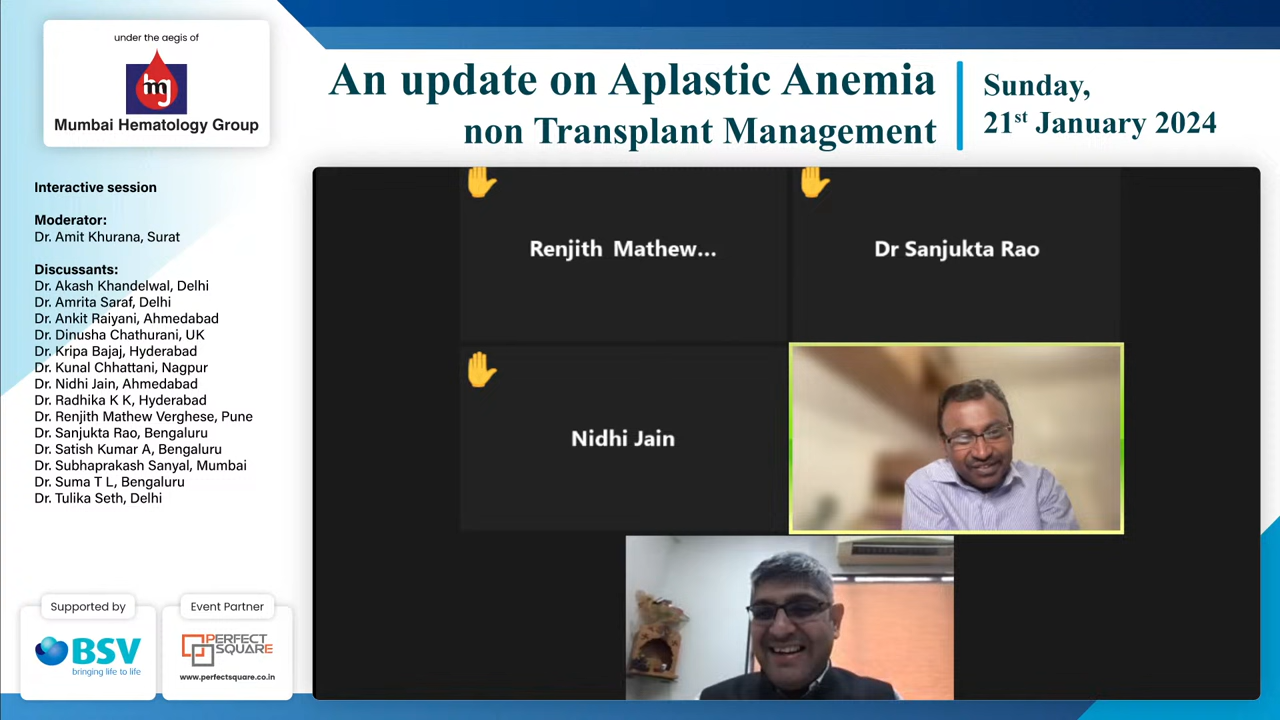 under the aegis of
hg
Mumbai Hematology Group
An update on Aplastic Anemia
non Transplant Management
Sunday,
21st January 2024
Interactive session
Moderator:
Dr. Amit Khurana, Surat
Discussants:
Dr. Akash Khandelwal, Delhi
Dr. Amrita Saraf, Delhi
Dr. Ankit Raiyani, Ahmedabad
Dr. Dinusha Chathurani, UK
Dr. Kripa Bajaj, Hyderabad
Dr. Kunal Chhattani, Nagpur
Dr. Nidhi Jain, Ahmedabad
Dr. Radhika K K, Hyderabad
Dr. Renjith Mathew Verghese, Pune
Dr. Sanjukta Rao, Bengaluru
Dr. Satish Kumar A, Bengaluru
Dr. Subhaprakash Sanyal, Mumbai
Dr. Suma T L, Bengaluru
Dr. Tulika Seth, Delhi
Renjith Mathew...
Dr Sanjukta Rao
Nidhi Jain
Supported by
BSV
bringing life to life
Event Partner
PERFECT
SQUARE
www.perfectsquare.co.in